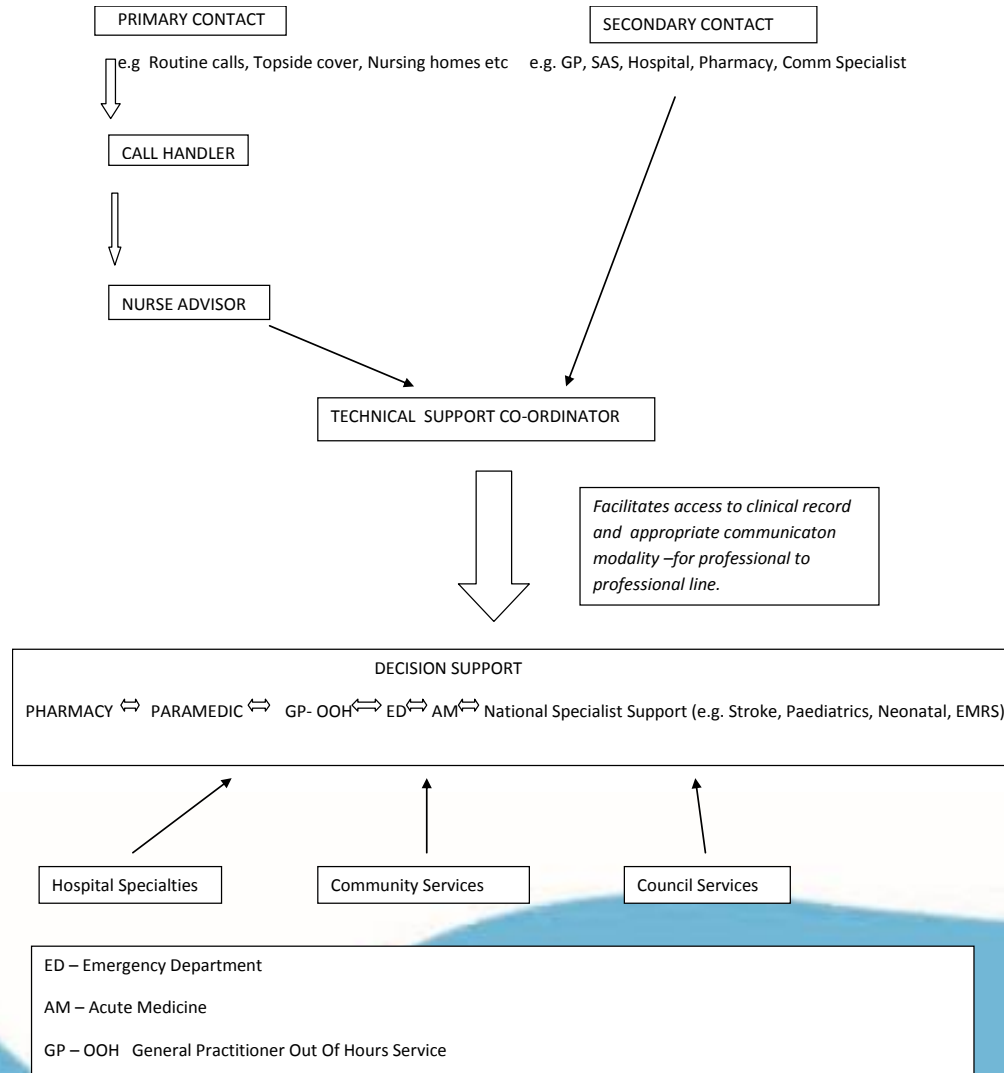 PRIMARY CONTACT
SECONDARY CONTACT
e.g Routine calls, Topside cover, Nursing homes etc
e.g. GP, SAS, Hospital, Pharmacy, Comm Specialist
CALL HANDLER
NURSE ADVISOR
TECHNICAL SUPPORT CO-ORDINATOR
Facilitates access to clinical record
and appropriate communicaton
modality –for professional to
professional line.
DECISION SUPPORT
PHARMACY ⇔ PARAMEDIC ⇔ GP- OOH ⇔ ED ⇔ AM ⇔ National Specialist Support (e.g. Stroke, Paediatrics, Neonatal, EMRS)
Hospital Specialties
Community Services
Council Services
ED – Emergency Department
AM – Acute Medicine
GP – OOH General Practitioner Out Of Hours Service